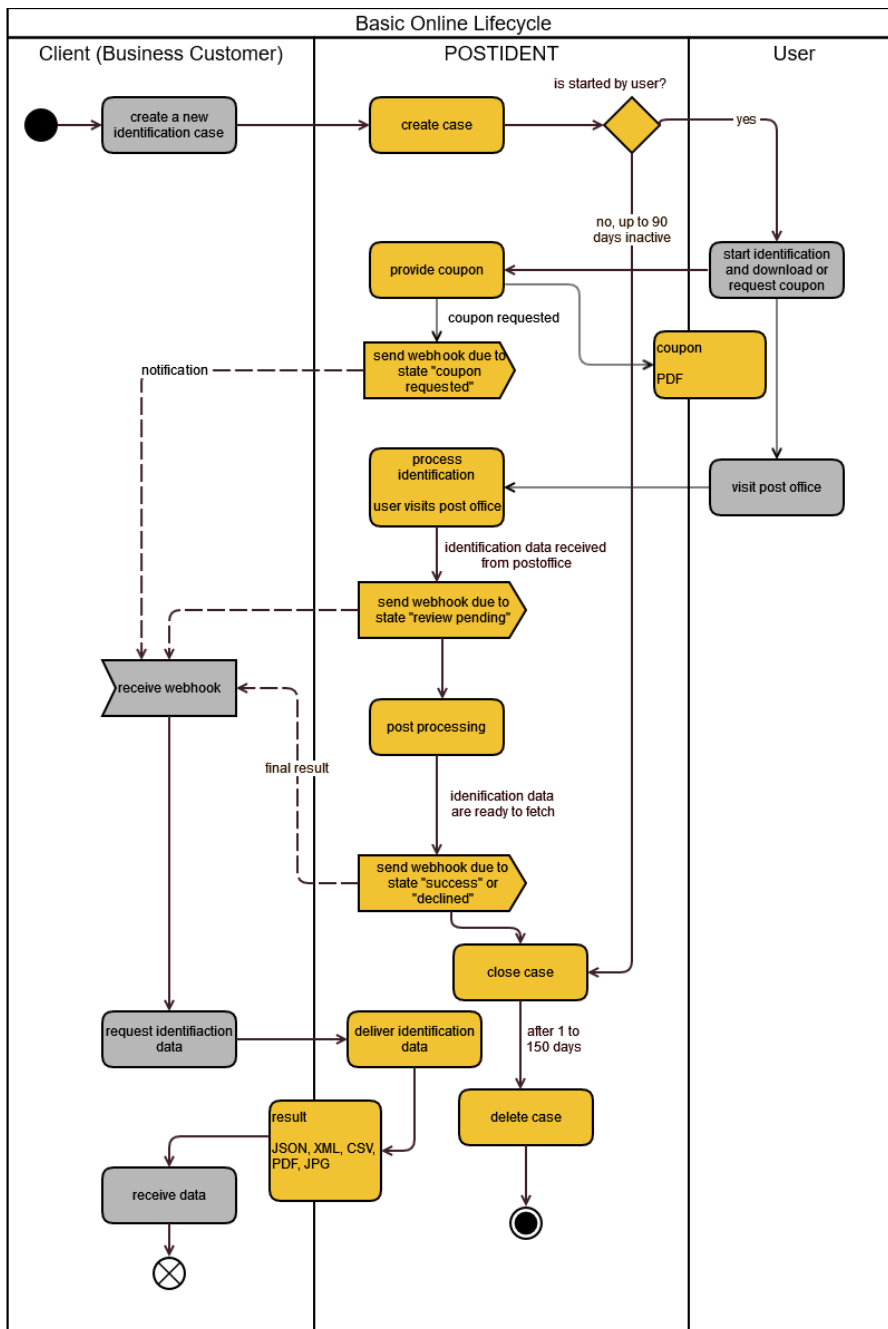 Basic Online Lifecycle
Client (Business Customer)
POSTIDENT
User
is started by user?
create a new
identification case
create case
yes
no, up to 90
days inactive
provide coupon
start identification
and download or
request coupon
coupon requested
send webhook due to
state "coupon
requested"
notification
coupon
PDF
process
identification
user visits post office
visit post office
identification data received
from postoffice
send webhook due to
state "review pending"
receive webhook
post processing
final result
idenification data
are ready to fetch
send webhook due to
state "success" or
"declined"
close case
request identifiaction
data
deliver identification
data
after 1 to
150 days
result
JSON, XML, CSV,
PDF, JPG
delete case
receive data